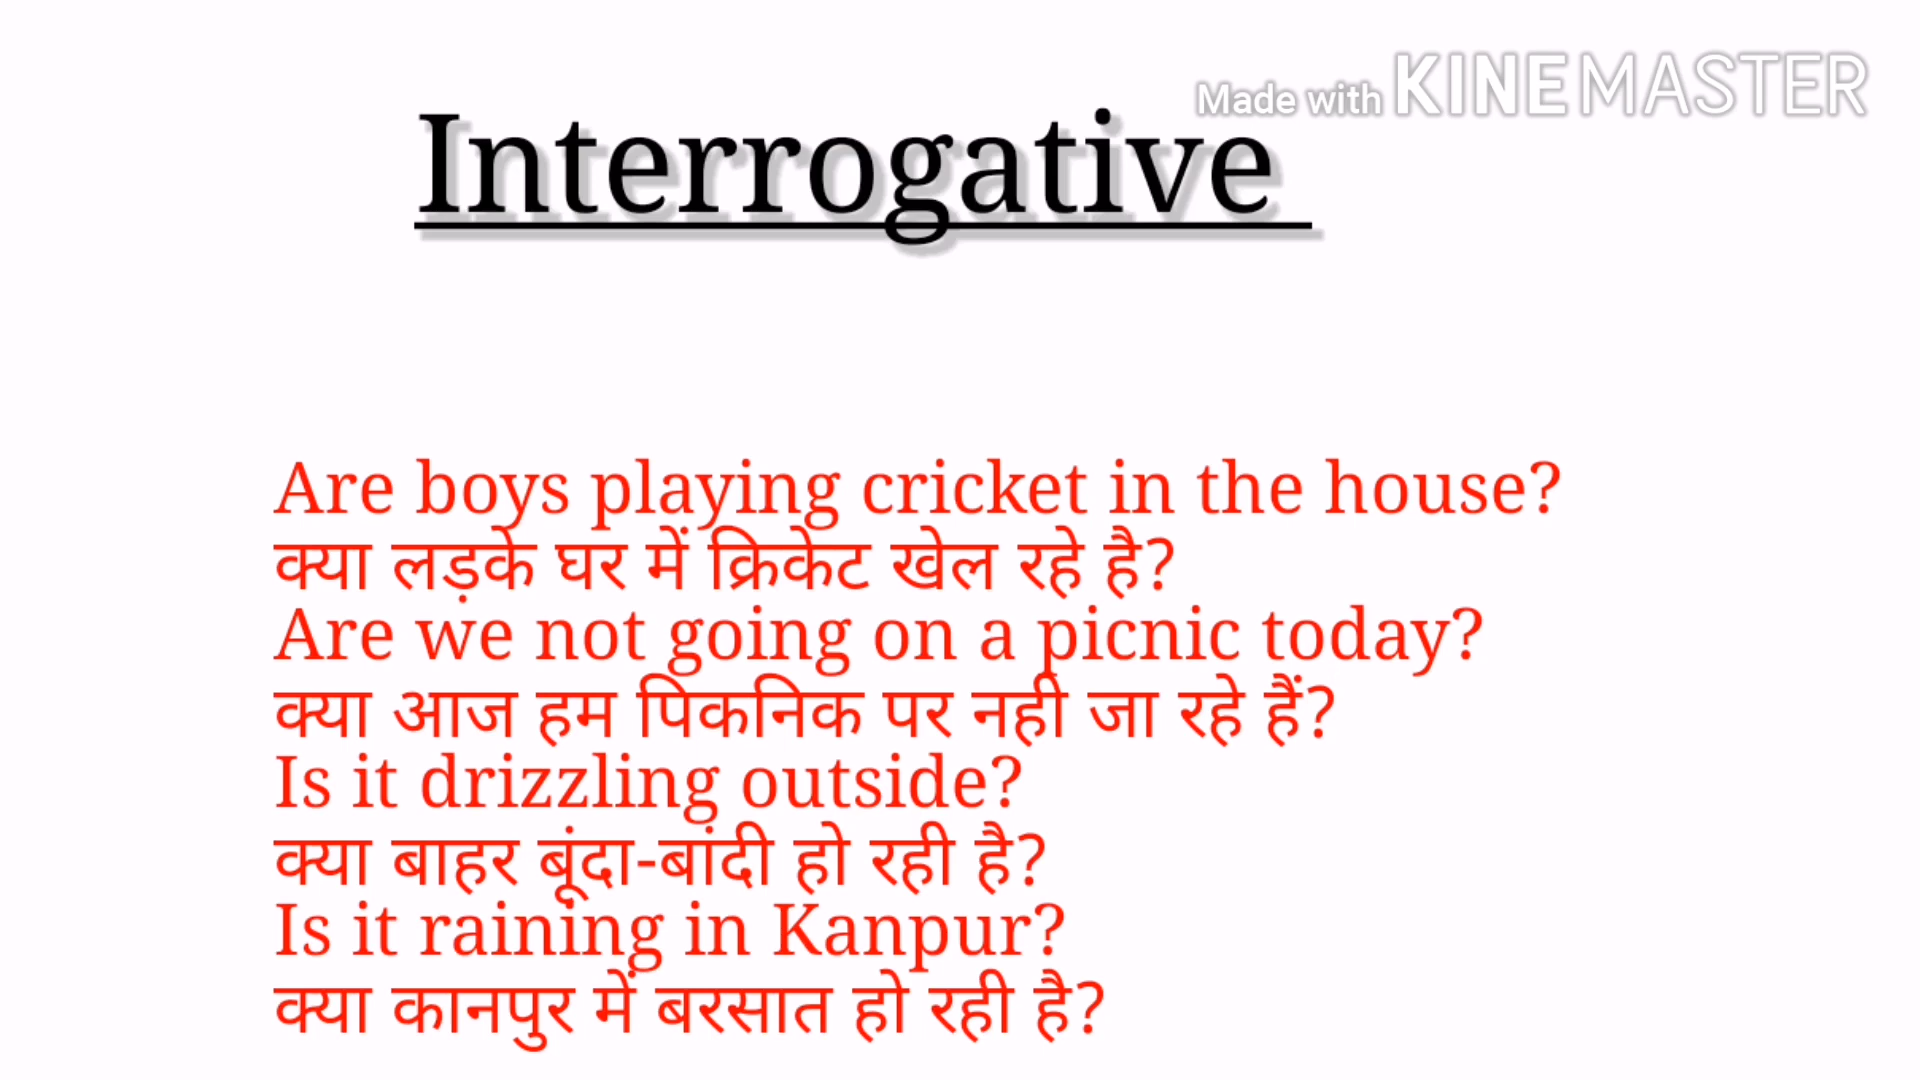 Made with KINEMASTER
Interrogative
Are boys playing cricket in the house?
क्या लड़के घर में क्रिकेट खेल रहे है?
Are we not going on a picnic today?
क्या आज हम पिकनिक पर नही जा रहे हैं?
Is it drizzling outside?
क्या बाहर बूंदा-बांदी हो रही है?
Is it raining in Kanpur?
क्या कानपुर में बरसात हो रही है?